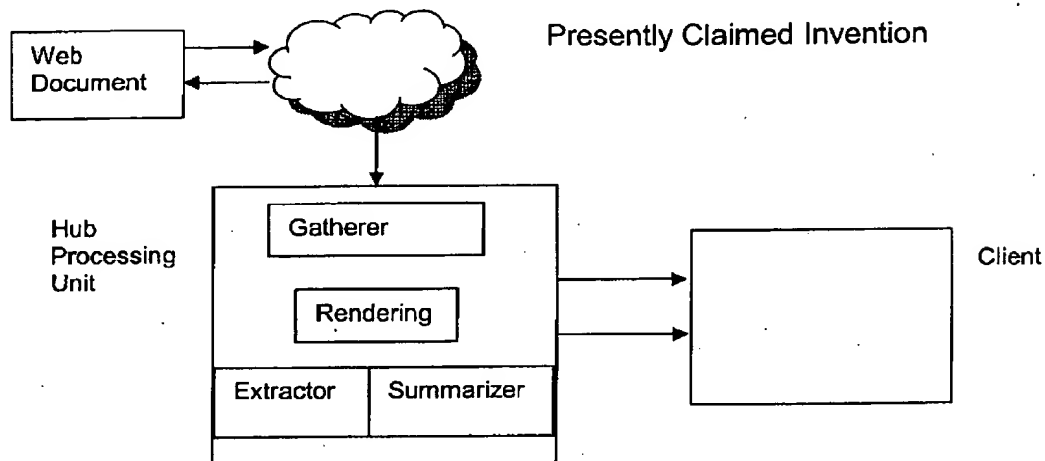 Presently Claimed Invention
Web
Document
Gatherer
Hub
Processing
Unit
Client
Rendering
Extractor
Summarizer